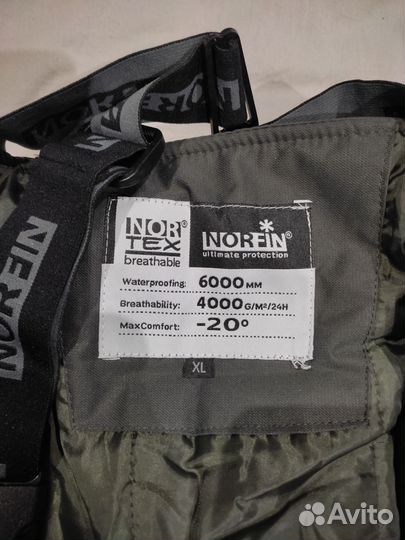 NORFIN
NORFIN
NORFIN
NOR®
TEX
breathable
NORFIN®
ultimate protection
Waterproofing: 6000 MM
Breathability: 4000 G/M²/24H
MaxComfort: -20°
XL
Avito